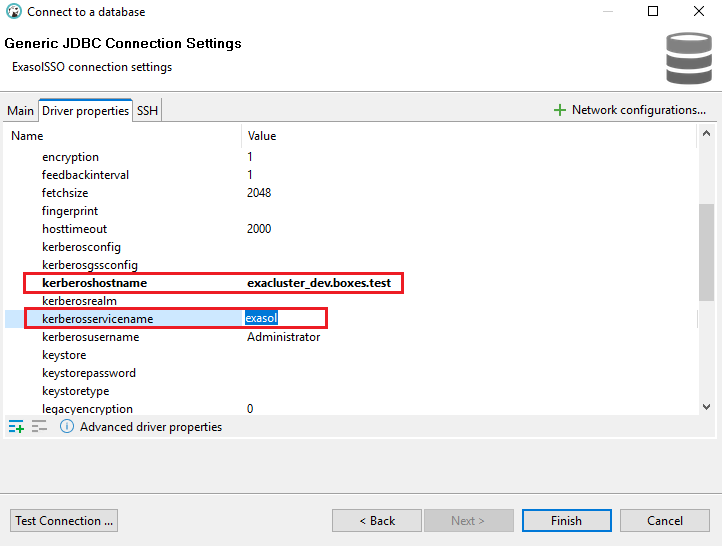 Connect to a database
Generic JDBC Connection Settings
ExasolSSO connection settings
Main Driver properties SSH Network configurations...
Name Value
encryption 1
feedbackinterval 1
fetchsize 2048
fingerprint
hosttimeout 2000
kerberosconfig
kerberosgssconfig
kerberoshostname exacluster_dev.boxes.test
kerberosrealm
kerberosservicename exasol
kerberosusername Administrator
keystore
keystorepassword
keystoretype
legacyencryption 0
Advanced driver properties
Test Connection ... < Back Next > Finish Cancel